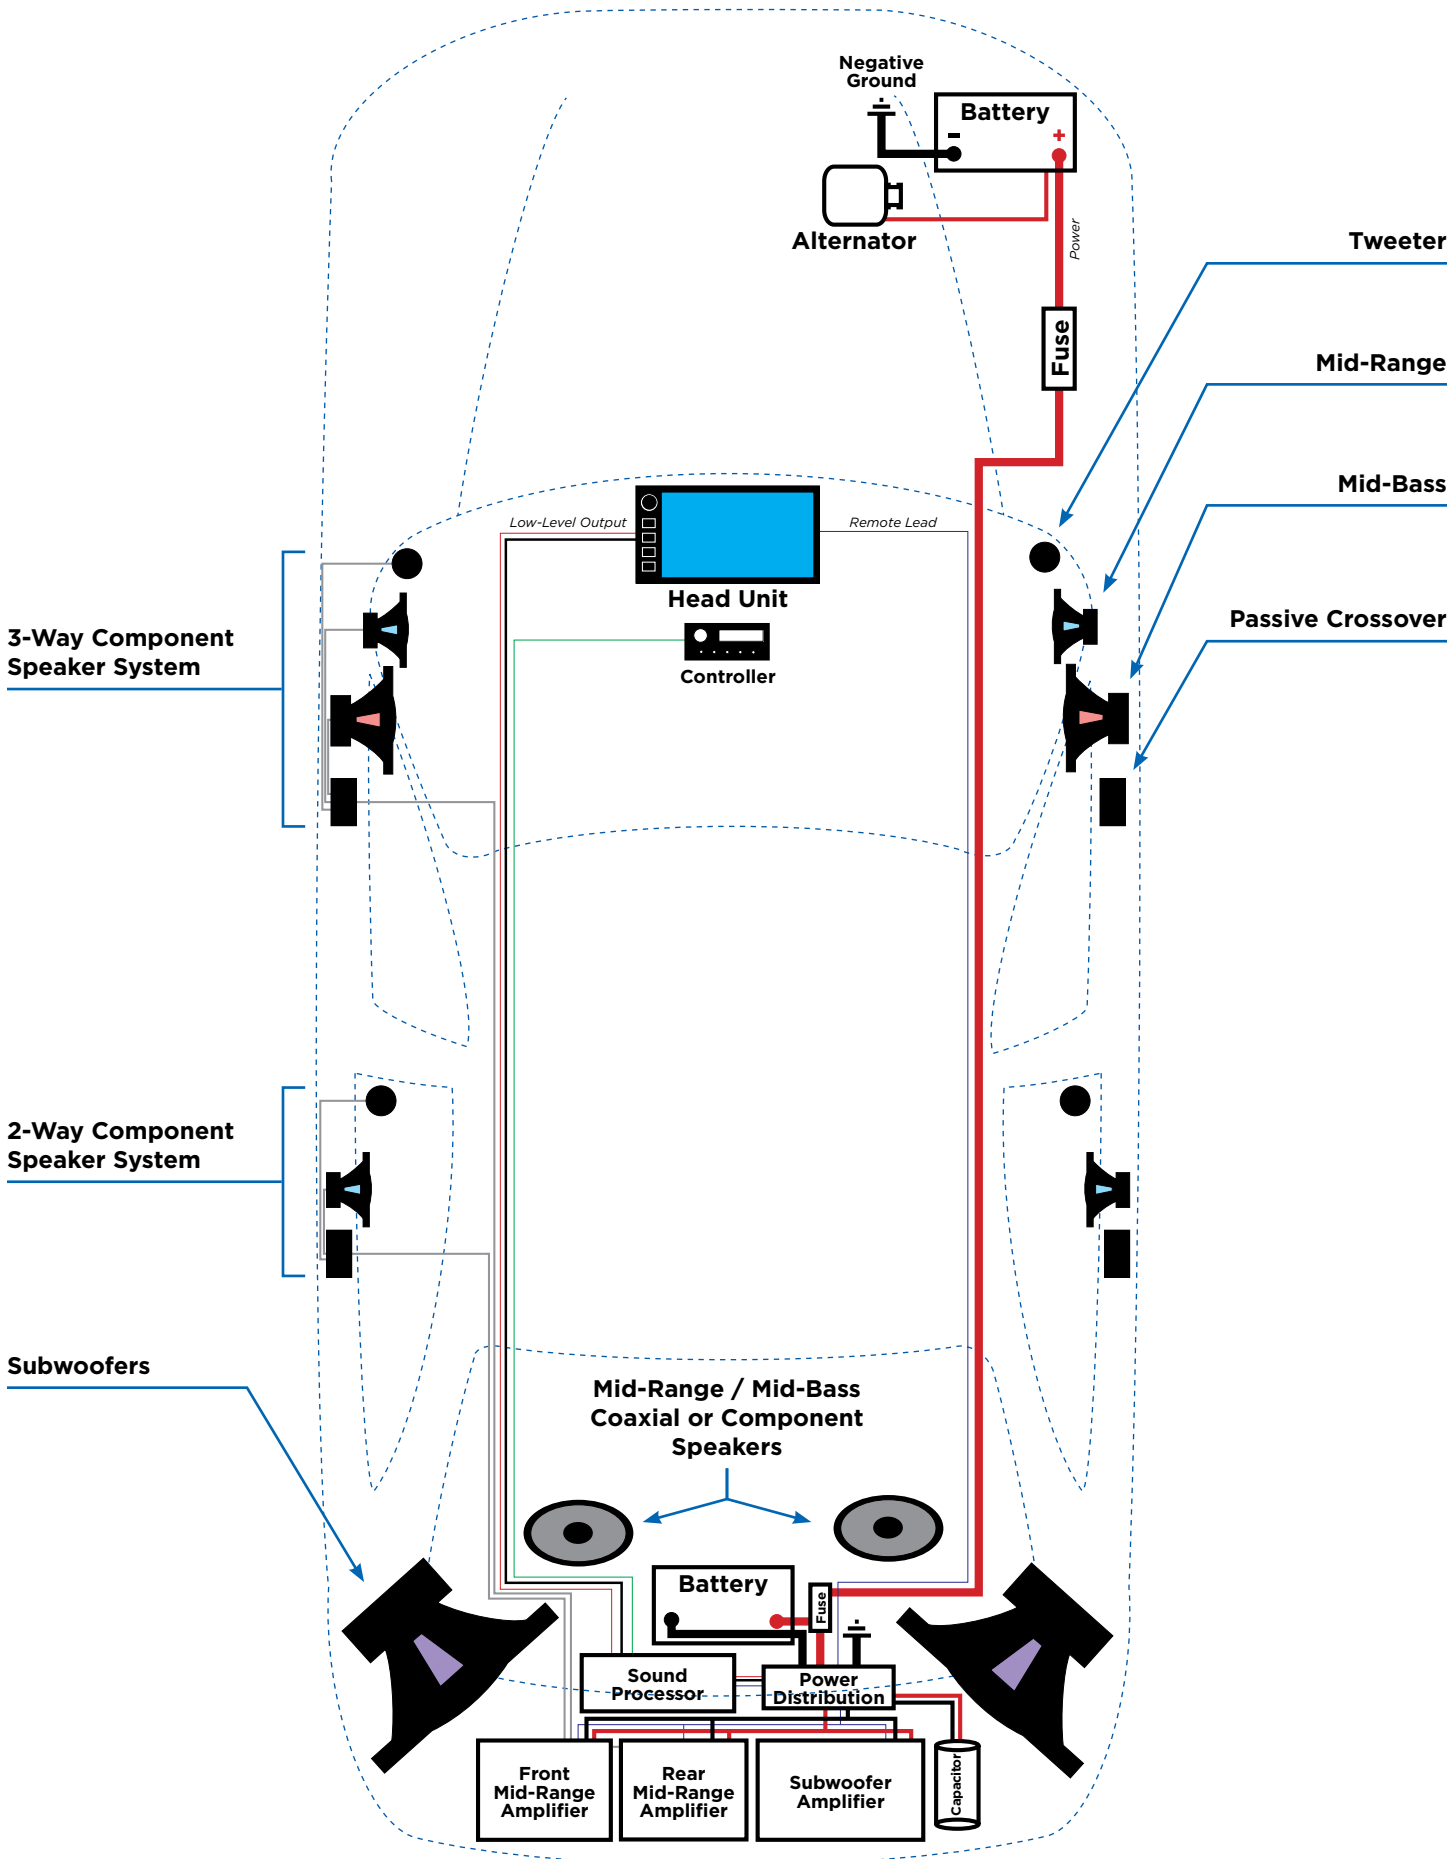 Negative
Ground
Battery
-
+
Alternator
Power
Fuse
Tweeter
Mid-Range
Mid-Bass
Passive Crossover
Low-Level Output
Remote Lead
Head Unit
Controller
3-Way Component
Speaker System
2-Way Component
Speaker System
Subwoofers
Mid-Range / Mid-Bass
Coaxial or Component
Speakers
Battery
Fuse
Sound
Processor
Power
Distribution
Front
Mid-Range
Amplifier
Rear
Mid-Range
Amplifier
Subwoofer
Amplifier
Capacitor